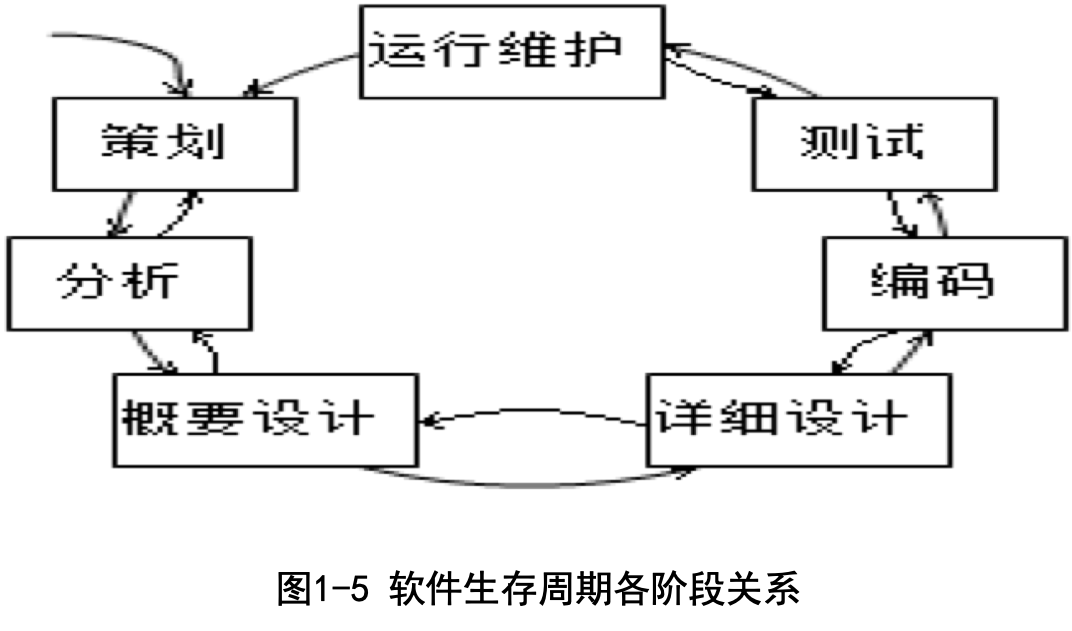 运行维护
策划
测试
分析
编码
概要设计
详细设计
图1-5 软件生存周期各阶段关系